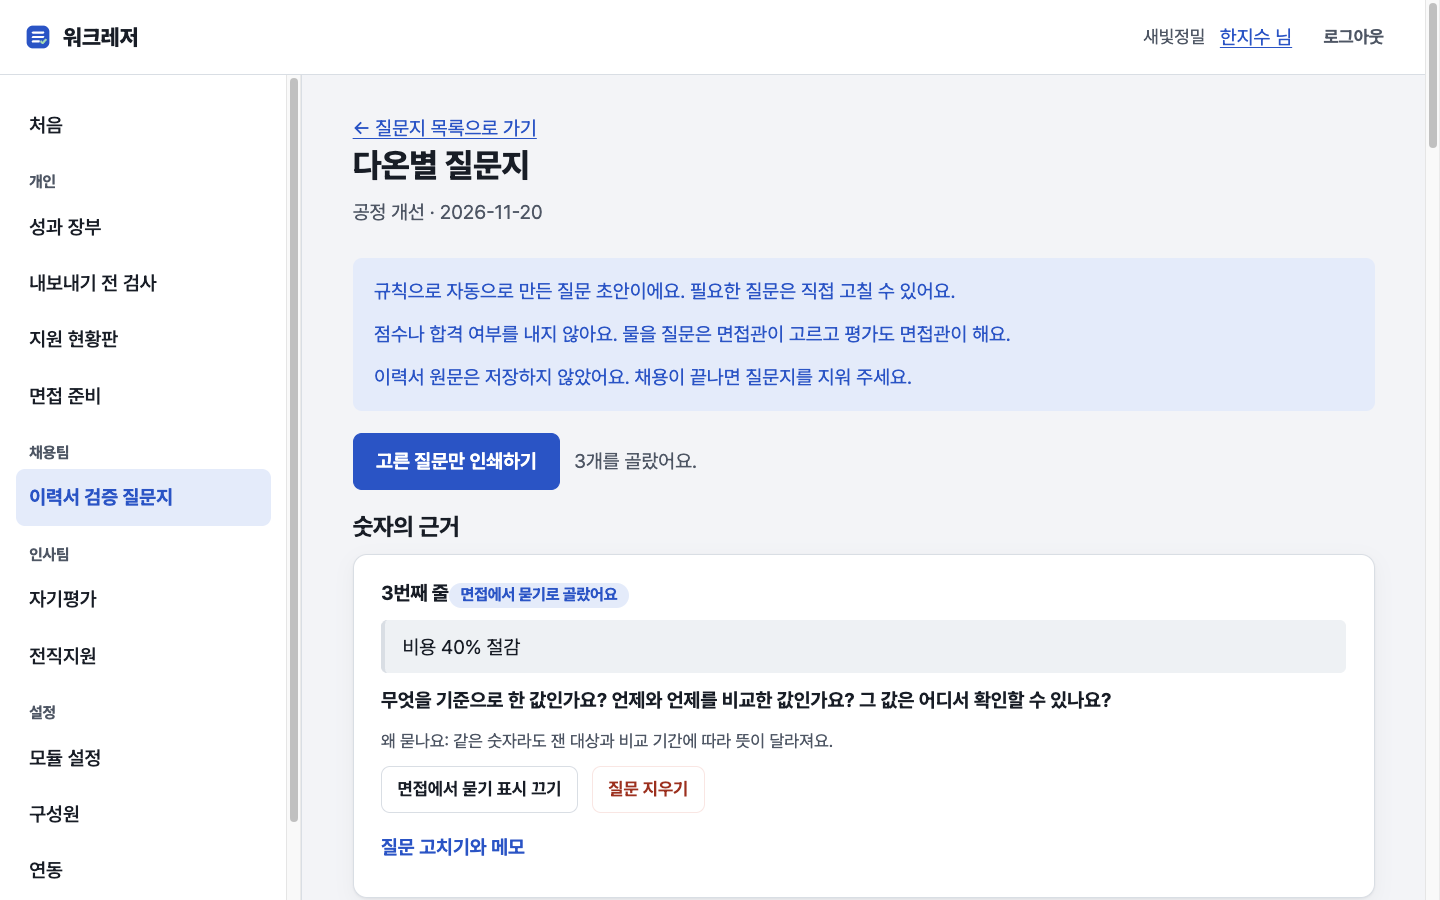 워크레저
새빛정밀 한지수 님 로그아웃
처음
개인
성과 장부
내보내기 전 검사
지원 현황판
면접 준비
채용팀
이력서 검증 질문지
인사팀
자기평가
전직지원
설정
모듈 설정
구성원
연동
← 질문지 목록으로 가기
다온별 질문지
공정 개선 · 2026-11-20
규칙으로 자동으로 만든 질문 초안이에요. 필요한 질문은 직접 고칠 수 있어요.
점수나 합격 여부를 내지 않아요. 물을 질문은 면접관이 고르고 평가도 면접관이 해요.
이력서 원문은 저장하지 않았어요. 채용이 끝나면 질문지를 지워 주세요.
고른 질문만 인쇄하기 3개를 골랐어요.
숫자의 근거
3번째 줄 면접에서 묻기로 골랐어요
비용 40% 절감
무엇을 기준으로 한 값인가요? 언제와 언제를 비교한 값인가요? 그 값은 어디서 확인할 수 있나요?
왜 묻나요: 같은 숫자라도 잰 대상과 비교 기간에 따라 뜻이 달라져요.
면접에서 묻기 표시 끄기 질문 지우기
질문 고치기와 메모